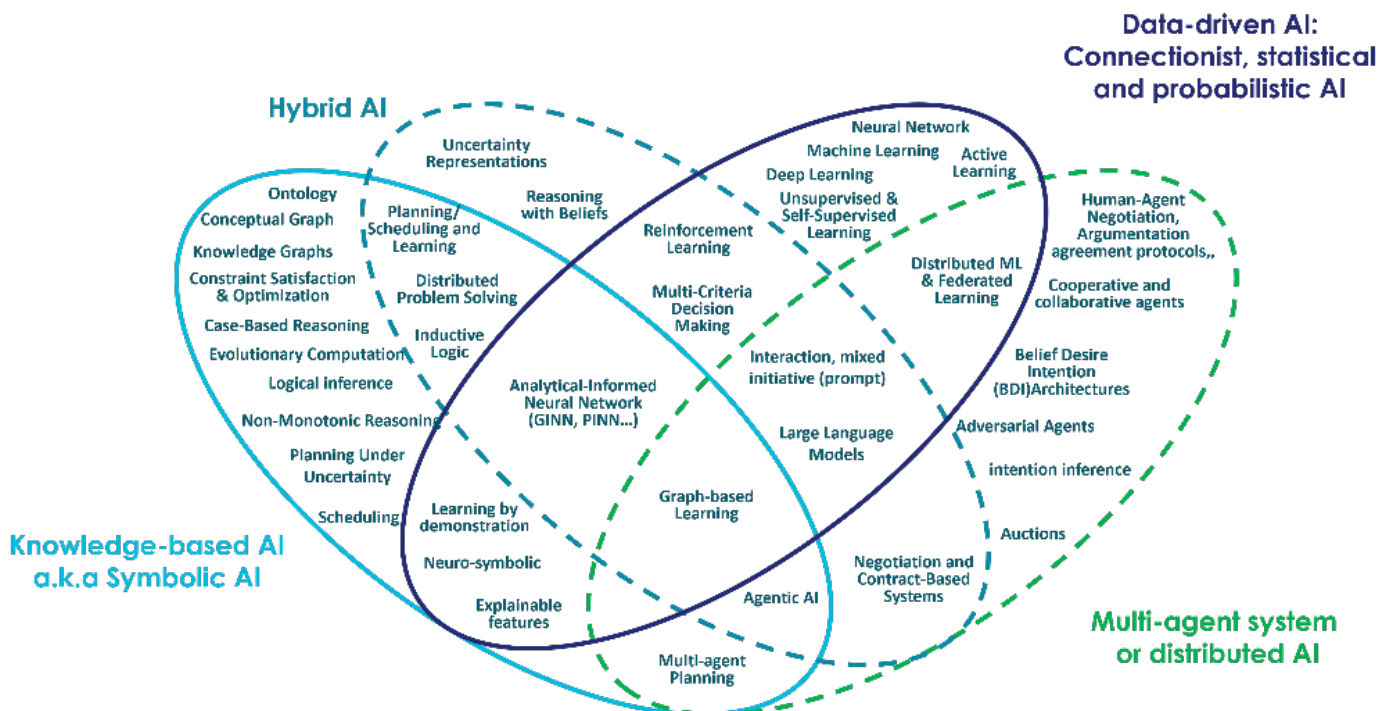 Data-driven AI:
Connectionist, statistical
and probabilistic AI
Hybrid AI
Knowledge-based AI
a.k.a Symbolic AI
Multi-agent system
or distributed AI
Uncertainty
Representations
Reasoning
with Beliefs
Ontology
Conceptual Graph
Knowledge Graphs
Constraint Satisfaction
& Optimization
Case-Based Reasoning
Evolutionary Computation
Logical inference
Non-Monotonic Reasoning
Planning Under
Uncertainty
Scheduling
Planning/
Scheduling and
Learning
Distributed
Problem Solving
Inductive
Logic
Neural Network
Machine Learning
Deep Learning
Active
Learning
Unsupervised &
Self-Supervised
Learning
Reinforcement
Learning
Multi-Criteria
Decision
Making
Distributed ML
& Federated
Learning
Interaction, mixed
initiative (prompt)
Analytical-Informed
Neural Network
(GINN, PINN...)
Large Language
Models
Graph-based
Learning
Learning by
demonstration
Neuro-symbolic
Explainable
features
Agentic AI
Multi-agent
Planning
Negotiation and
Contract-Based
Systems
Human-Agent
Negotiation,
Argumentation
agreement protocols,,
Cooperative and
collaborative agents
Belief Desire
Intention
(BDI)Architectures
Adversarial Agents
intention inference
Auctions